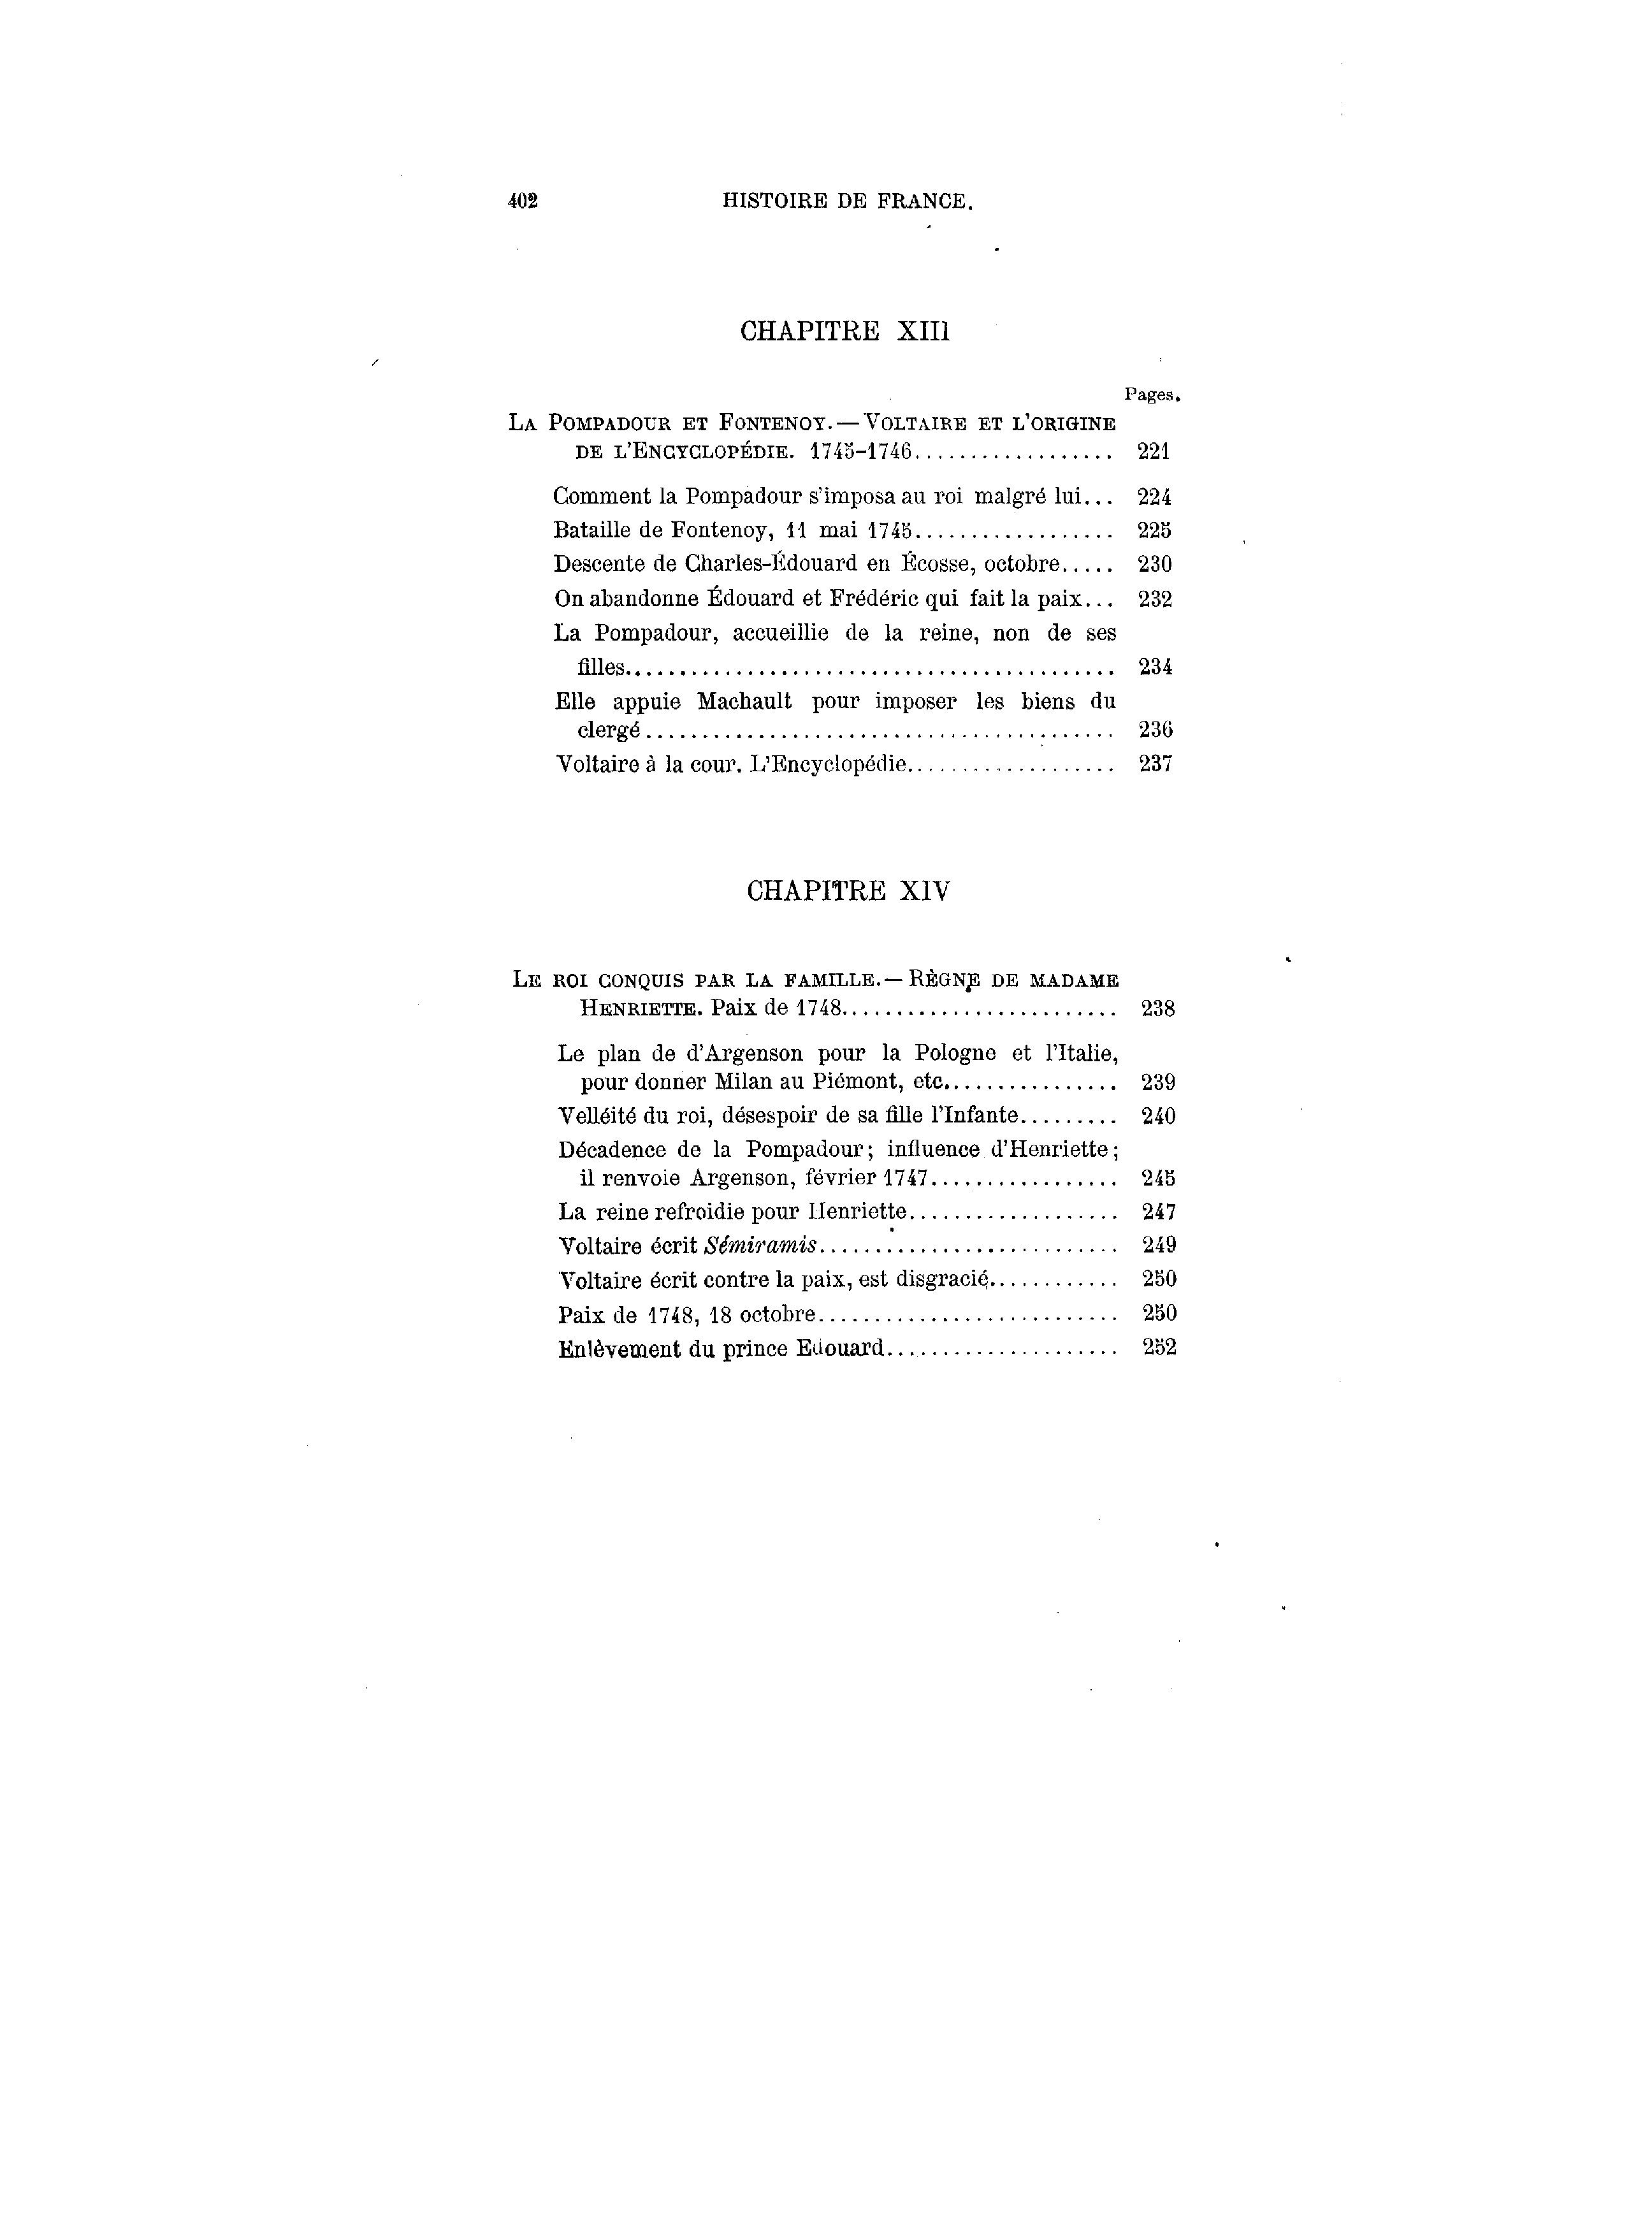 402 HISTOIRE DE FRANCE.
CHAPITRE XIII
Pages.
LA POMPADOUR ET FONTENOY.—VOLTAIRE ET L'ORIGINE
DE L'ENCYCLOPÉDIE. 1745-1746.................. 221
Comment la Pompadour s'imposa au roi malgré lui... 224
Bataille de Fontenoy, 11 mai 1745.................. 225
Descente de Charles-Édouard en Écosse, octobre..... 230
On abandonne Édouard et Frédéric qui fait la paix... 232
La Pompadour, accueillie de la reine, non de ses
filles............................................ 234
Elle appuie Machault pour imposer les biens du
clergé.......................................... 236
Voltaire à la cour. L'Encyclopédie................... 237
CHAPITRE XIV
LE ROI CONQUIS PAR LA FAMILLE.—RÈGNE DE MADAME
HENRIETTE. Paix de 1748......................... 238
Le plan de d'Argenson pour la Pologne et l'Italie,
pour donner Milan au Piémont, etc................ 239
Velléité du roi, désespoir de sa fille l'Infante......... 240
Décadence de la Pompadour; influence d'Henriette;
il renvoie Argenson, février 1747................. 245
La reine refroidie pour Henriette................... 247
Voltaire écrit Sémiramis........................... 249
Voltaire écrit contre la paix, est disgracié............ 250
Paix de 1748, 18 octobre........................... 250
Enlèvement du prince Edouard..................... 252